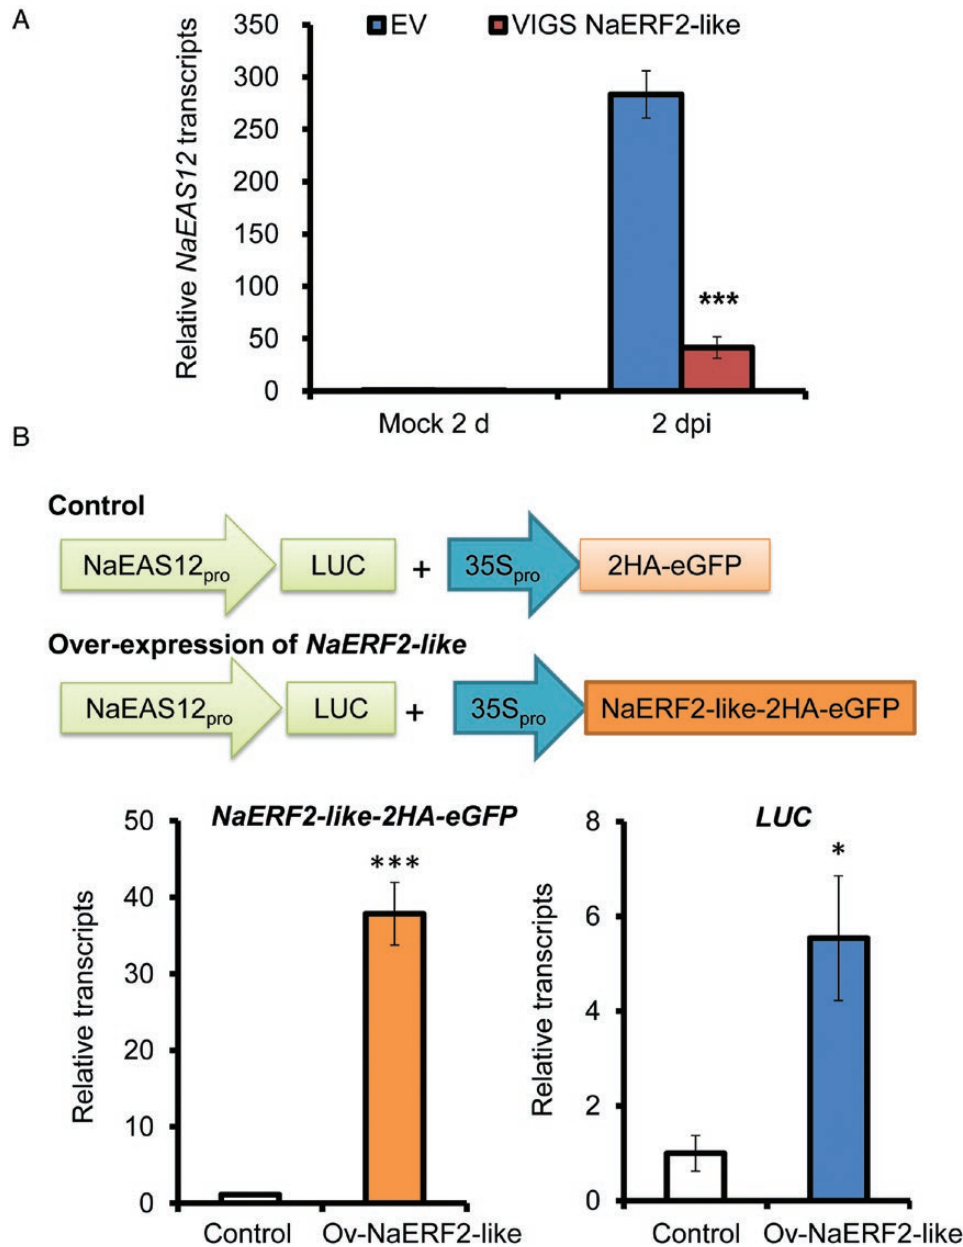 A
EV
VIGS NaERF2-like
Relative NaEAS12 transcripts
350
300
250
200
150
100
50
0
***
Mock 2 d
2 dpi
B
Control
NaEAS12pro
LUC
+
35Spro
2HA-eGFP
Over-expression of NaERF2-like
NaEAS12pro
LUC
+
35Spro
NaERF2-like-2HA-eGFP
NaERF2-like-2HA-eGFP
Relative transcripts
50
40
30
20
10
0
***
Control
Ov-NaERF2-like
LUC
Relative transcripts
8
6
4
2
0
*
Control
Ov-NaERF2-like